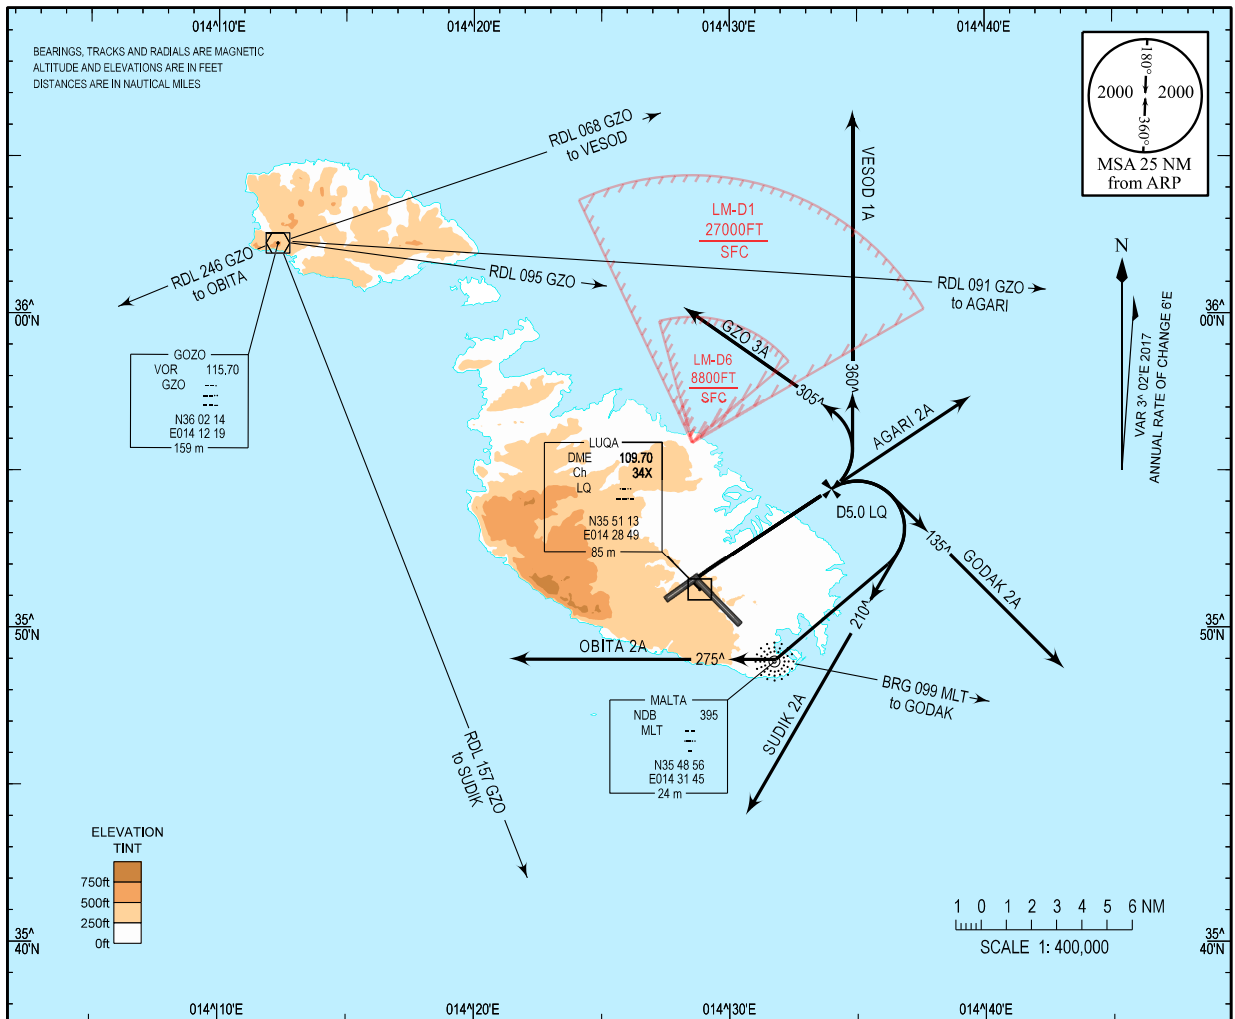 014^10'E
014^20'E
014^30'E
014^40'E
BEARINGS, TRACKS AND RADIALS ARE MAGNETIC
ALTITUDE AND ELEVATIONS ARE IN FEET
DISTANCES ARE IN NAUTICAL MILES
180°
2000
2000
360°
MSA 25 NM
from ARP
RDL 068 GZO
to VESOD
VESOD 1A
LM-D1
27000FT
SFC
RDL 246 GZO
to OBITA
RDL 095 GZO
RDL 091 GZO
to AGARI
N
VAR 3^ 02'E 2017
ANNUAL RATE OF CHANGE 6'E
36^
00'N
36^
00'N
GZO 3A
LM-D6
8800FT
SFC
305^
360^
GOZO
VOR 115.70
GZO
N36 02 14
E014 12 19
159 m
AGARI 2A
LUQA
DME 109.70
Ch 34X
LQ
N35 51 13
E014 28 49
85 m
D5.0 LQ
135^
GODAK 2A
210^
35^
50'N
35^
50'N
OBITA 2A
275^
BRG 099 MLT
to GODAK
SUDIK 2A
MALTA
NDB 395
MLT
N35 48 56
E014 31 45
24 m
RDL 157 GZO
to SUDIK
ELEVATION
TINT
750ft
500ft
250ft
0ft
1 0 1 2 3 4 5 6 NM
SCALE 1: 400,000
35^
40'N
35^
40'N
014^10'E
014^20'E
014^30'E
014^40'E